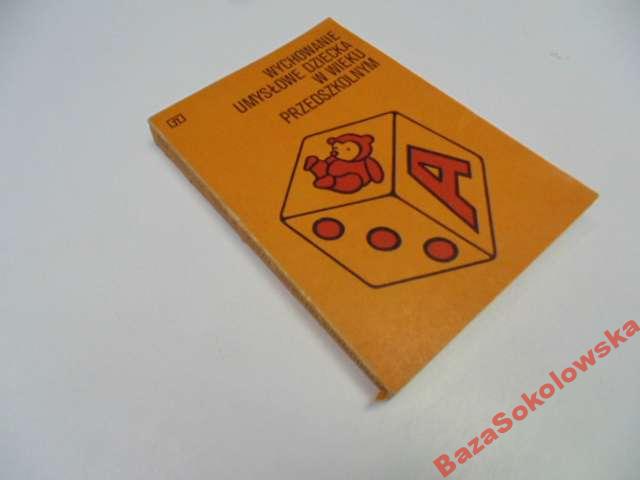 WYCHOWANIE
UMYSŁOWE DZIECKA
W WIEKU
PRZEDSZKOLNYM
A
BazaSokolowska